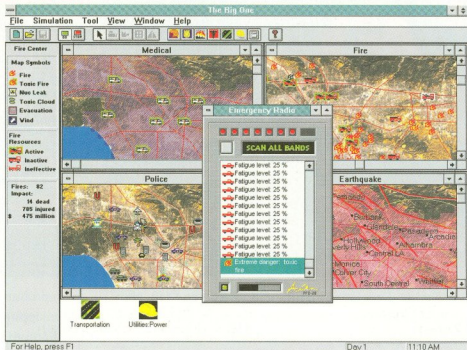 The Big One
File Simulation Tool View Window Help
Fire Center
Map Symbols
Fire
Toxic Fire
Nuc Leak
Toxic Cloud
Evacuation
Wind
Fire
Resources
Active
Inactive
Ineffective
Fires: 82
Impact:
14 dead
785 injured
$ 475 million
Medical
Fire
Police
Earthquake
Emergency Radio
SCAN ALL BANDS
Fatigue level: 25 %
Fatigue level: 25 %
Fatigue level: 25 %
Fatigue level: 25 %
Fatigue level: 25 %
Fatigue level: 25 %
Fatigue level: 25 %
Fatigue level: 25 %
Fatigue level: 25 %
Fatigue level: 25 %
Fatigue level: 25 %
Fatigue level: 25 %
Extreme danger: toxic
fire
Burbank
Glendale
Pasadena
Arcadia
Hollywood
Alhambra
Central LA
Monica
Culver City
South Central
Whittier
Transportation
Utilities:Power
For Help, press F1
Day 1
11:10 AM